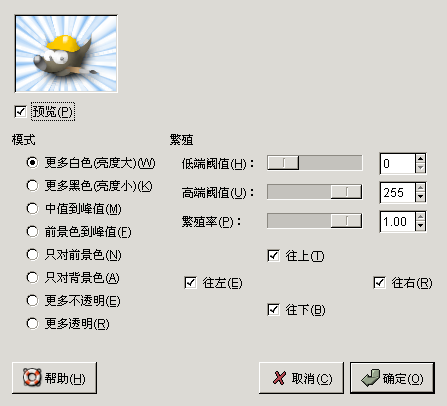 预览(P)
模式
更多白色(亮度大)(W)
更多黑色(亮度小)(K)
中值到峰值(M)
前景色到峰值(F)
只对前景色(N)
只对背景色(A)
更多不透明(E)
更多透明(R)
繁殖
低端阈值(H)： 0
高端阈值(U)： 255
繁殖率(P)： 1.00
往上(T)
往左(E) 往右(R)
往下(B)
帮助(H) 取消(C) 确定(O)